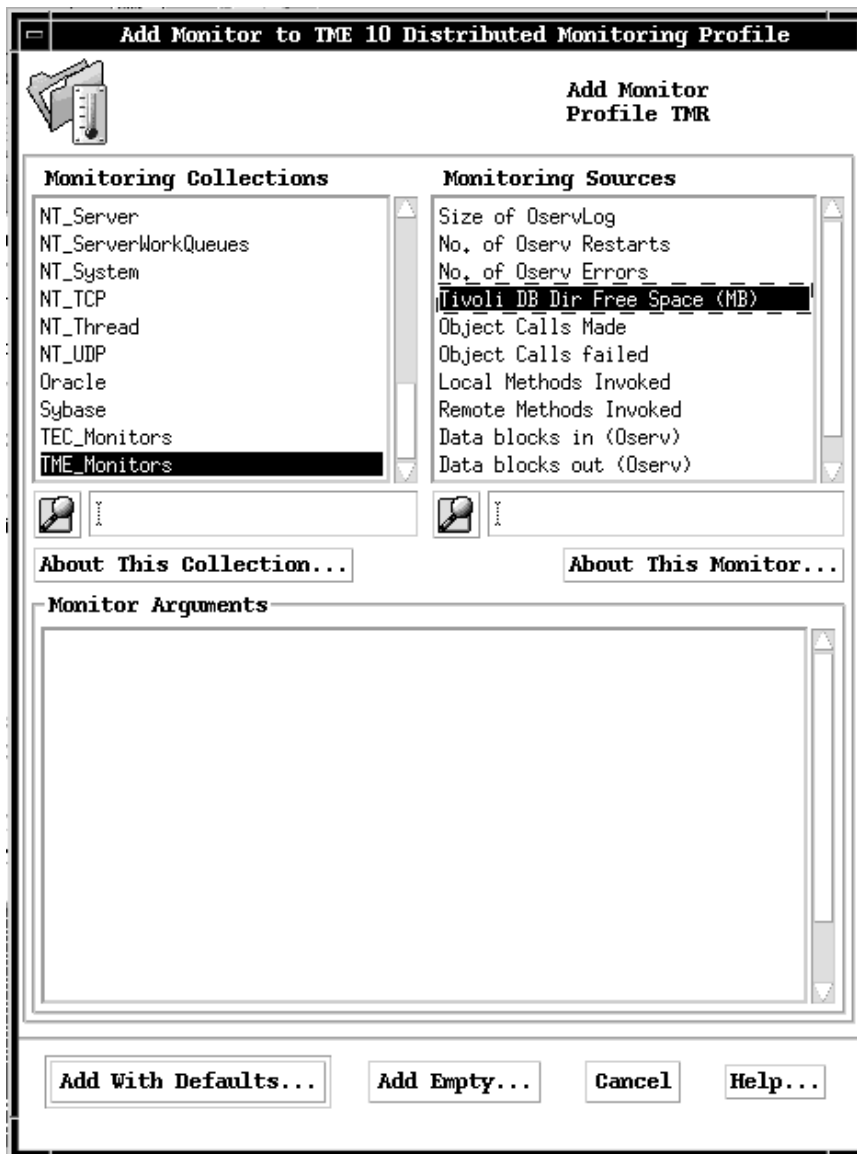 Add Monitor to TME 10 Distributed Monitoring Profile
Add Monitor
Profile TMR
Monitoring Collections
NT_Server
NT_ServerWorkQueues
NT_System
NT_TCP
NT_Thread
NT_UDP
Oracle
Sybase
TEC_Monitors
TME_Monitors
About This Collection...
Monitoring Sources
Size of OservLog
No. of Oserv Restarts
No. of Oserv Errors
Tivoli DB Dir Free Space (MB)
Object Calls Made
Object Calls failed
Local Methods Invoked
Remote Methods Invoked
Data blocks in (Oserv)
Data blocks out (Oserv)
About This Monitor...
Monitor Arguments
Add With Defaults...
Add Empty...
Cancel
Help...